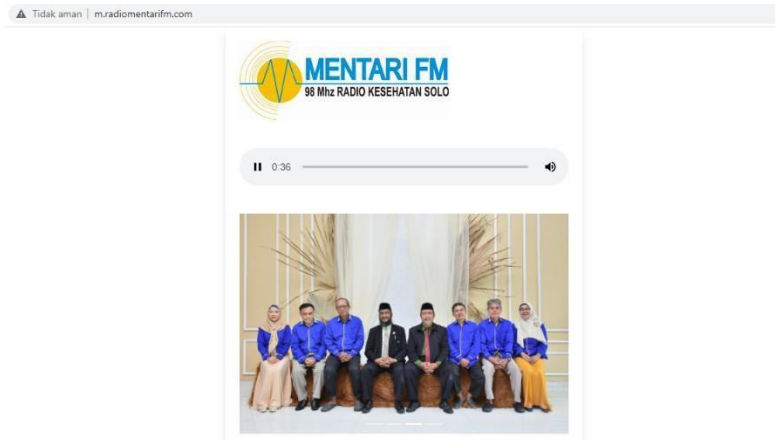 Tidak aman | m.radiomentarifm.com
MENTARI FM
98 Mhz RADIO KESEHATAN SOLO
0:36